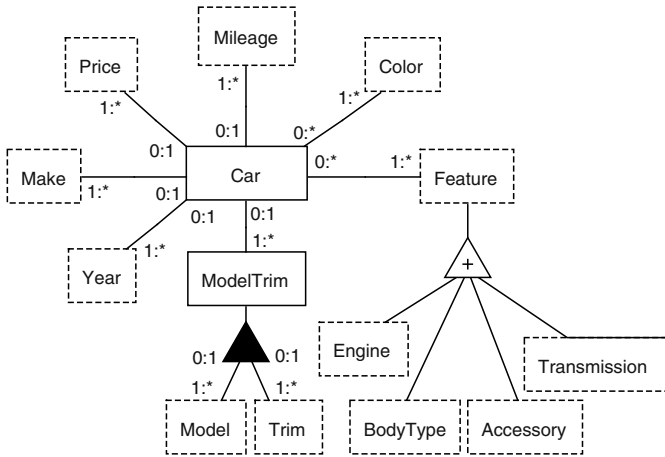 Mileage
Price
Color
1:*
1:*
1:*
0:1
0:*
0:1
0:*
1:*
Make
Car
Feature
1:*
0:1
0:1
0:1
1:*
1:*
Year
ModelTrim
+
0:1
0:1
Engine
Transmission
1:*
1:*
Model
Trim
BodyType
Accessory